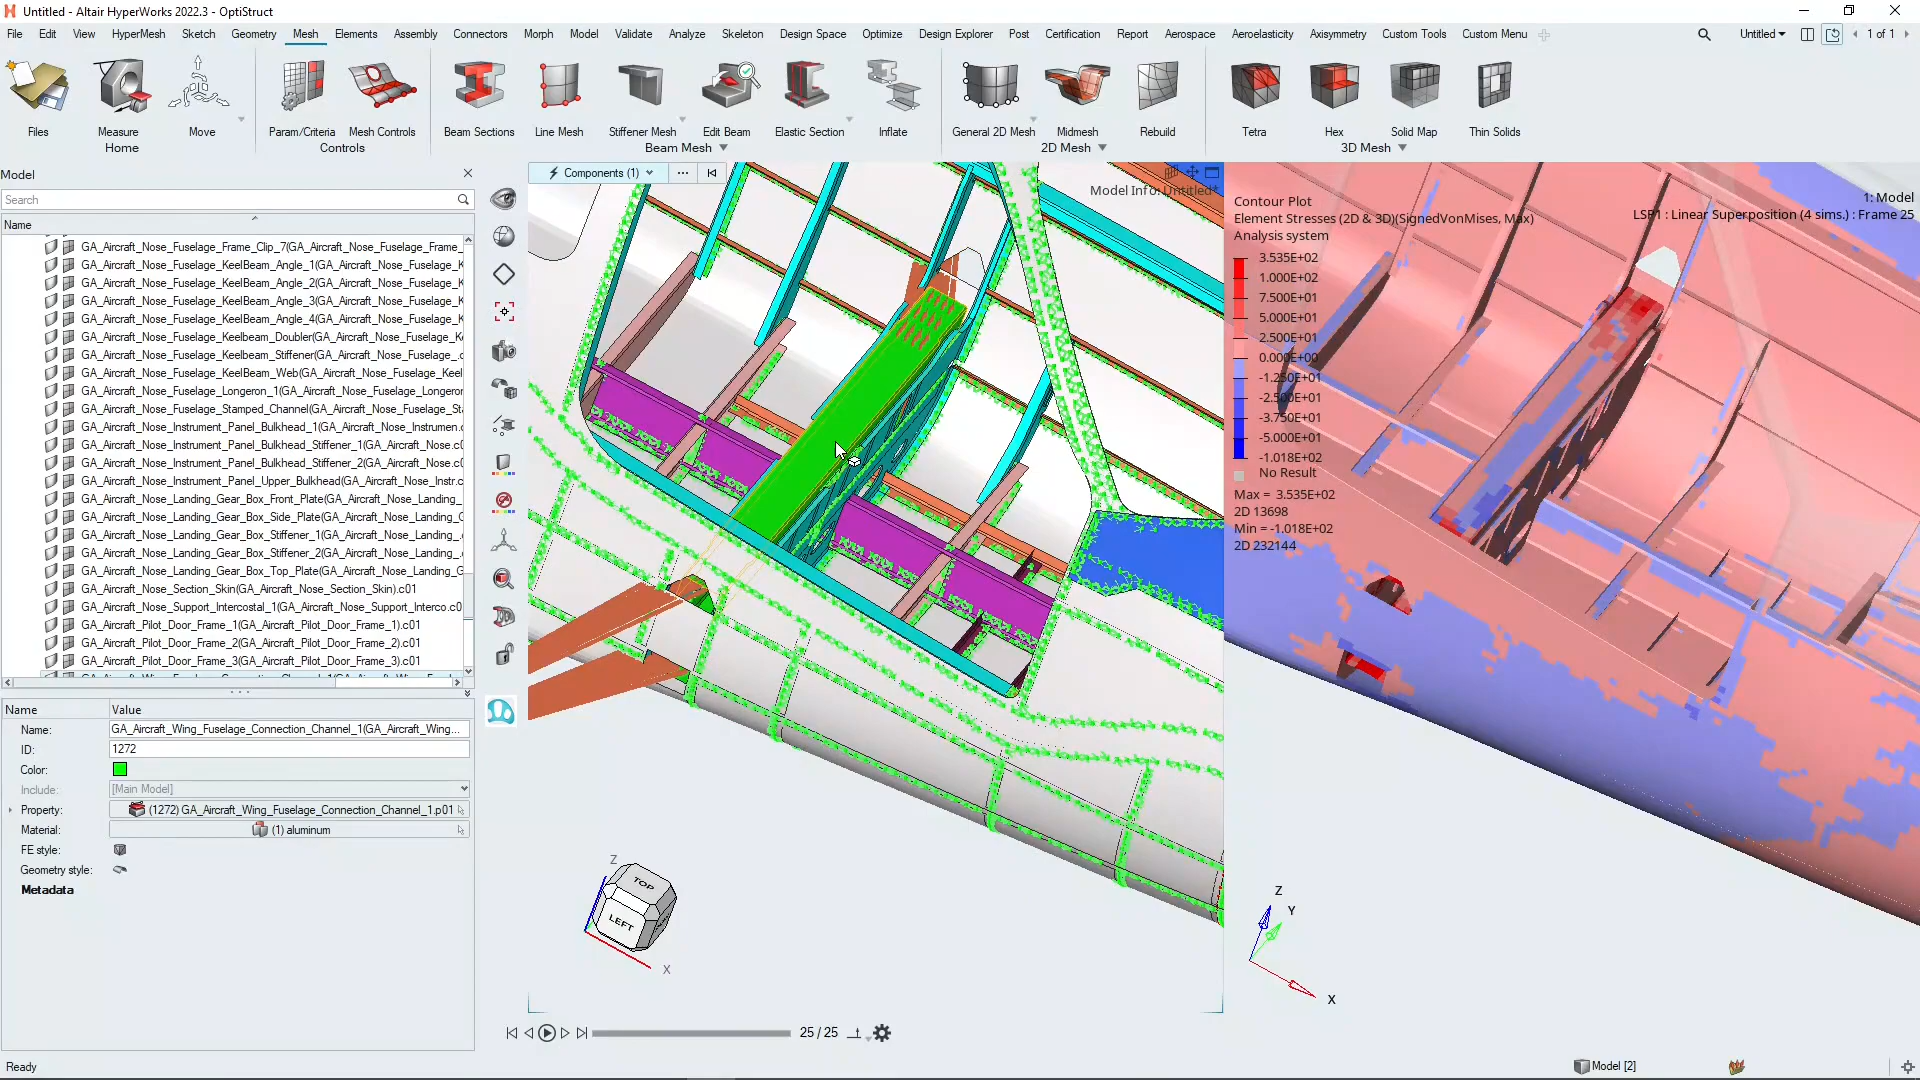 Untitled - Altair HyperWorks 2022.3 - OptiStruct
File Edit View HyperMesh Sketch Geometry Mesh Elements Assembly Connectors Morph Model Validate Analyze Skeleton Design Space Optimize Design Explorer Post Certification Report Aerospace Aeroelasticity Axisymmetry Custom Tools Custom Menu Untitled 1 of 1
Files Measure Move Param/Criteria Mesh Controls Beam Sections Line Mesh Stiffener Mesh Edit Beam Elastic Section Inflate General 2D Mesh Midmesh Rebuild Tetra Hex Solid Map Thin Solids
Home Controls Beam Mesh 2D Mesh 3D Mesh
Model
Search
Name
GA_Aircraft_Nose_Fuselage_Frame_Clip_7(GA_Aircraft_Nose_Fuselage_Frame_
GA_Aircraft_Nose_Fuselage_KeelBeam_Angle_1(GA_Aircraft_Nose_Fuselage_K
GA_Aircraft_Nose_Fuselage_KeelBeam_Angle_2(GA_Aircraft_Nose_Fuselage_K
GA_Aircraft_Nose_Fuselage_KeelBeam_Angle_3(GA_Aircraft_Nose_Fuselage_K
GA_Aircraft_Nose_Fuselage_KeelBeam_Angle_4(GA_Aircraft_Nose_Fuselage_K
GA_Aircraft_Nose_Fuselage_Keelbeam_Doubler(GA_Aircraft_Nose_Fuselage_K
GA_Aircraft_Nose_Fuselage_Keelbeam_Stiffener(GA_Aircraft_Nose_Fuselage_.c
GA_Aircraft_Nose_Fuselage_KeelBeam_Web(GA_Aircraft_Nose_Fuselage_Keel
GA_Aircraft_Nose_Fuselage_Longeron_1(GA_Aircraft_Nose_Fuselage_Longeror
GA_Aircraft_Nose_Fuselage_Stamped_Channel(GA_Aircraft_Nose_Fuselage_Sta
GA_Aircraft_Nose_Instrument_Panel_Bulkhead_1(GA_Aircraft_Nose_Instrumen.c
GA_Aircraft_Nose_Instrument_Panel_Bulkhead_Stiffener_1(GA_Aircraft_Nose.c0
GA_Aircraft_Nose_Instrument_Panel_Bulkhead_Stiffener_2(GA_Aircraft_Nose.c0
GA_Aircraft_Nose_Instrument_Panel_Upper_Bulkhead(GA_Aircraft_Nose_Instr.c
GA_Aircraft_Nose_Landing_Gear_Box_Front_Plate(GA_Aircraft_Nose_Landing_
GA_Aircraft_Nose_Landing_Gear_Box_Side_Plate(GA_Aircraft_Nose_Landing_G
GA_Aircraft_Nose_Landing_Gear_Box_Stiffener_1(GA_Aircraft_Nose_Landing_.c
GA_Aircraft_Nose_Landing_Gear_Box_Stiffener_2(GA_Aircraft_Nose_Landing_.c
GA_Aircraft_Nose_Landing_Gear_Box_Top_Plate(GA_Aircraft_Nose_Landing_G
GA_Aircraft_Nose_Section_Skin(GA_Aircraft_Nose_Section_Skin).c01
GA_Aircraft_Nose_Support_Intercostal_1(GA_Aircraft_Nose_Support_Interco.c0
GA_Aircraft_Pilot_Door_Frame_1(GA_Aircraft_Pilot_Door_Frame_1).c01
GA_Aircraft_Pilot_Door_Frame_2(GA_Aircraft_Pilot_Door_Frame_2).c01
GA_Aircraft_Pilot_Door_Frame_3(GA_Aircraft_Pilot_Door_Frame_3).c01
Name Value
Name: GA_Aircraft_Wing_Fuselage_Connection_Channel_1(GA_Aircraft_Wing...
ID: 1272
Color:
Include: [Main Model]
Property: (1272) GA_Aircraft_Wing_Fuselage_Connection_Channel_1.p01
Material: (1) aluminum
FE style:
Geometry style:
Metadata
Components (1)
Model Info: Untitled*
TOP
LEFT
Z
X
25 / 25
Contour Plot
Element Stresses (2D & 3D)(SignedVonMises, Max)
Analysis system
3.535E+02
1.000E+02
7.500E+01
5.000E+01
2.500E+01
0.000E+00
-1.250E+01
-2.500E+01
-3.750E+01
-5.000E+01
-1.018E+02
No Result
Max = 3.535E+02
2D 13698
Min = -1.018E+02
2D 232144
1: Model
LSP1 : Linear Superposition (4 sims.) : Frame 25
Z
Y
X
Ready
Model [2]